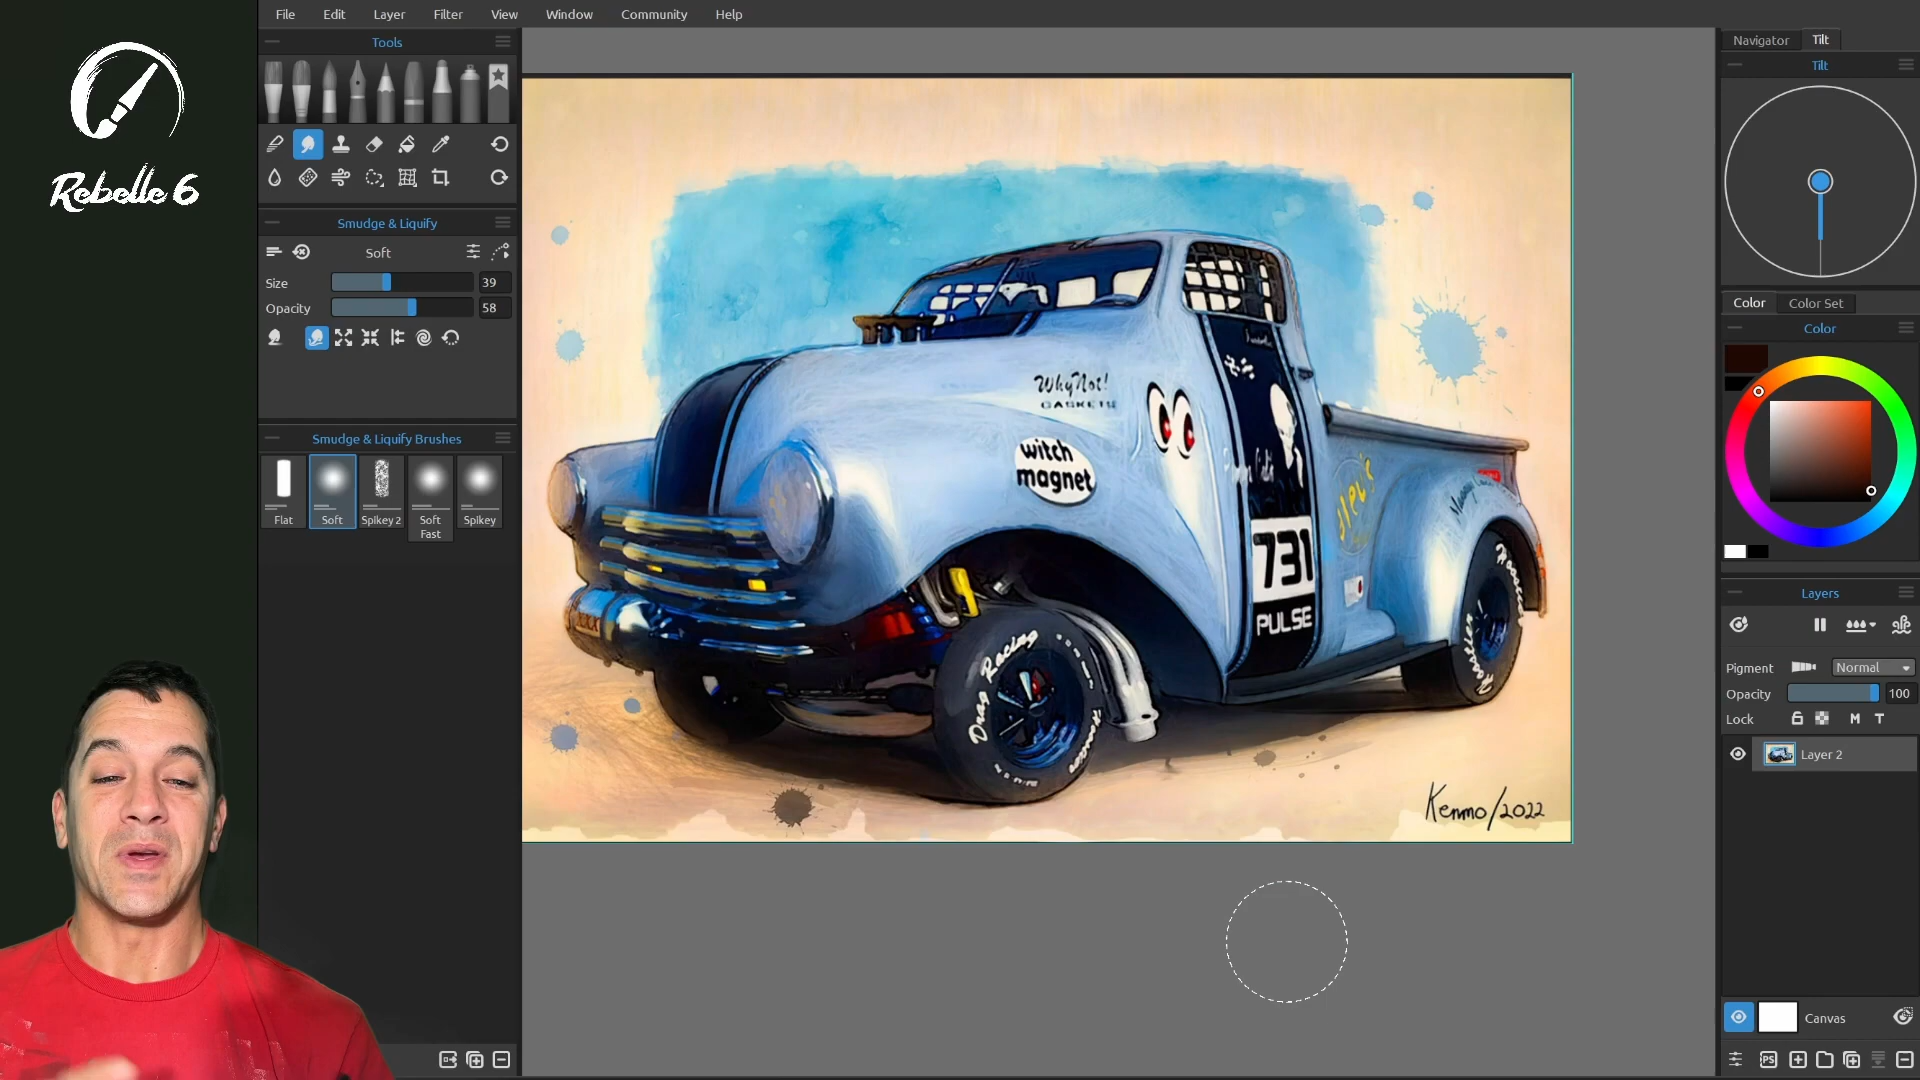 Rebelle 6
File Edit Layer Filter View Window Community Help
Tools
Smudge & Liquify
Soft
Size 39
Opacity 58
Smudge & Liquify Brushes
Flat
Soft
Spikey 2
Soft
Fast
Spikey
WhyNot!
GASKETS
witch
magnet
731
PULSE
Drag Racing
Hoosier
Kenmo/2022
Navigator Tilt
Tilt
Color Color Set
Color
Layers
Pigment Normal
Opacity 100
Lock M T
Layer 2
Canvas
PS